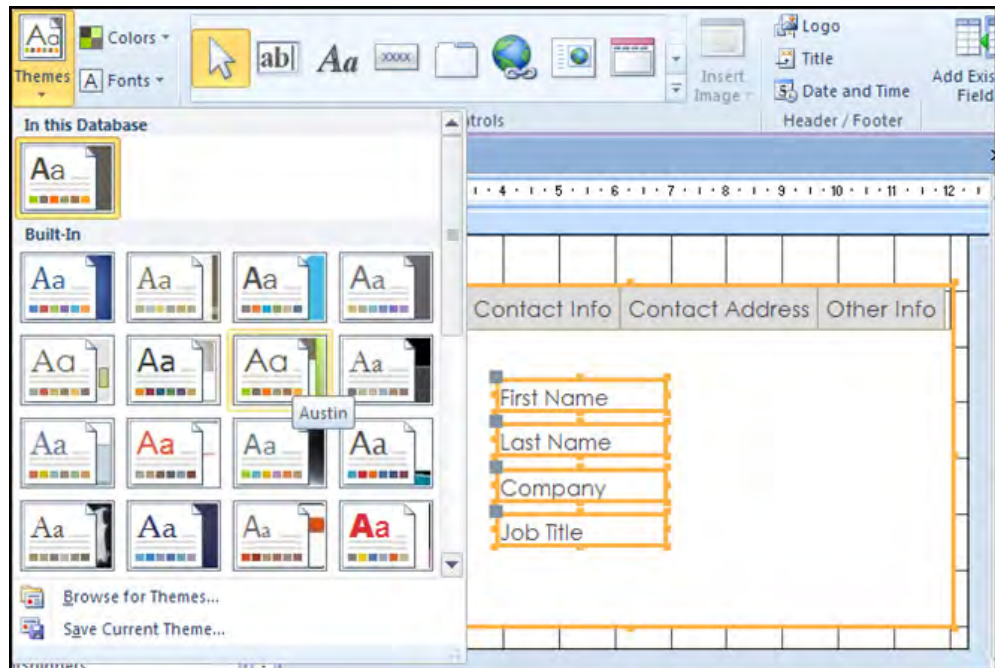 Aa
Colors
Themes
A Fonts
ab|
Aa
xxxx
Insert
Image
Logo
Title
Date and Time
Header / Footer
Add Exis
Field
ntrols
In this Database
Aa
Built-In
Aa Aa Aa Aa
Aa Aa Aa Aa
Austin
Aa Aa Aa Aa
Aa Aa Aa Aa
Browse for Themes...
Save Current Theme...
4 5 6 7 8 9 10 11 12
Contact Info Contact Address Other Info
First Name
Last Name
Company
Job Title